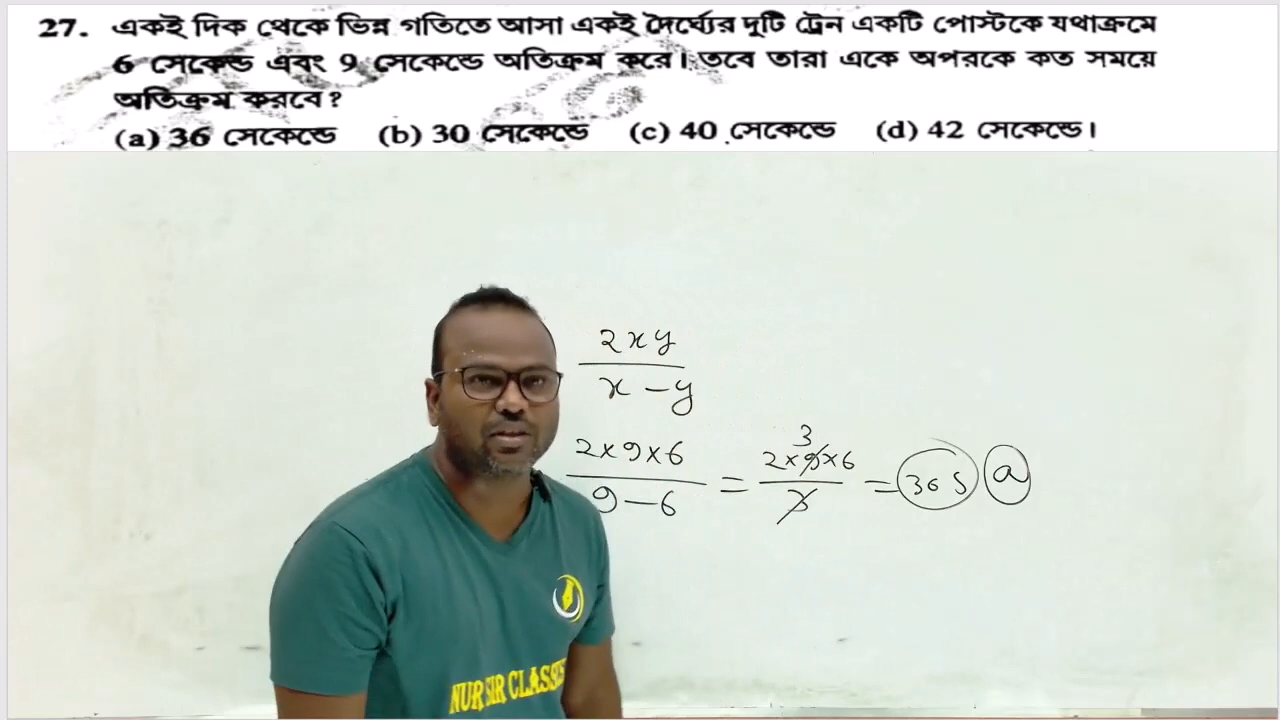 27. একই দিক থেকে ভিন্ন গতিতে আসা একই দৈর্ঘ্যের দুটি ট্রেন একটি পোস্টকে যথাক্রমে
6 সেকেন্ড এবং 9 সেকেন্ডে অতিক্রম করে। তবে তারা একে অপরকে কত সময়ে
অতিক্রম করবে?
(a) 36 সেকেন্ডে (b) 30 সেকেন্ডে (c) 40 সেকেন্ডে (d) 42 সেকেন্ডে।
2xy
x - y
3
2×9×6 2×9×6
9-6 = 3 = 36 S a
NUR SIR CLASSES